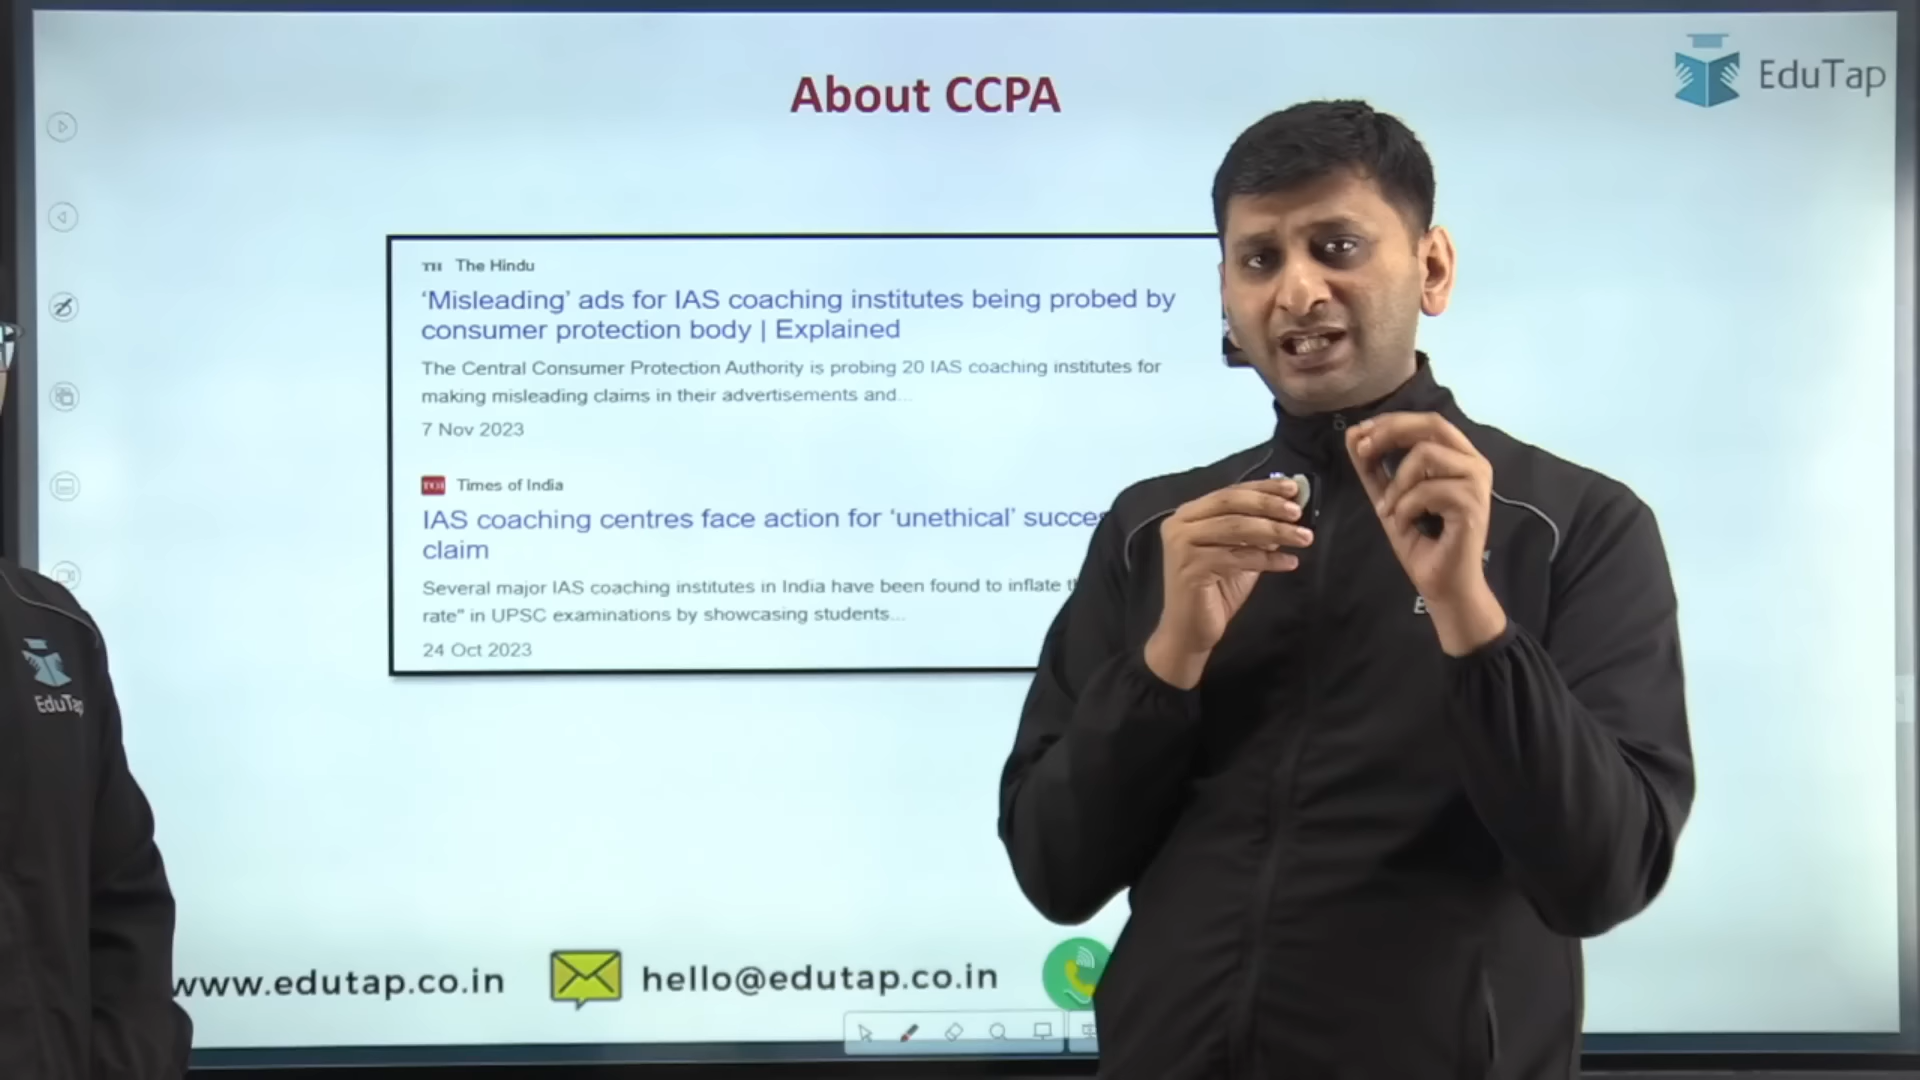 About CCPA
EduTap
TH The Hindu
‘Misleading’ ads for IAS coaching institutes being probed by
consumer protection body | Explained
The Central Consumer Protection Authority is probing 20 IAS coaching institutes for
making misleading claims in their advertisements and...
7 Nov 2023
TOI Times of India
IAS coaching centres face action for ‘unethical’
claim
Several major IAS coaching institutes in India have been found to inflate
rate" in UPSC examinations by showcasing students...
24 Oct 2023
EduTap
www.edutap.co.in
hello@edutap.co.in